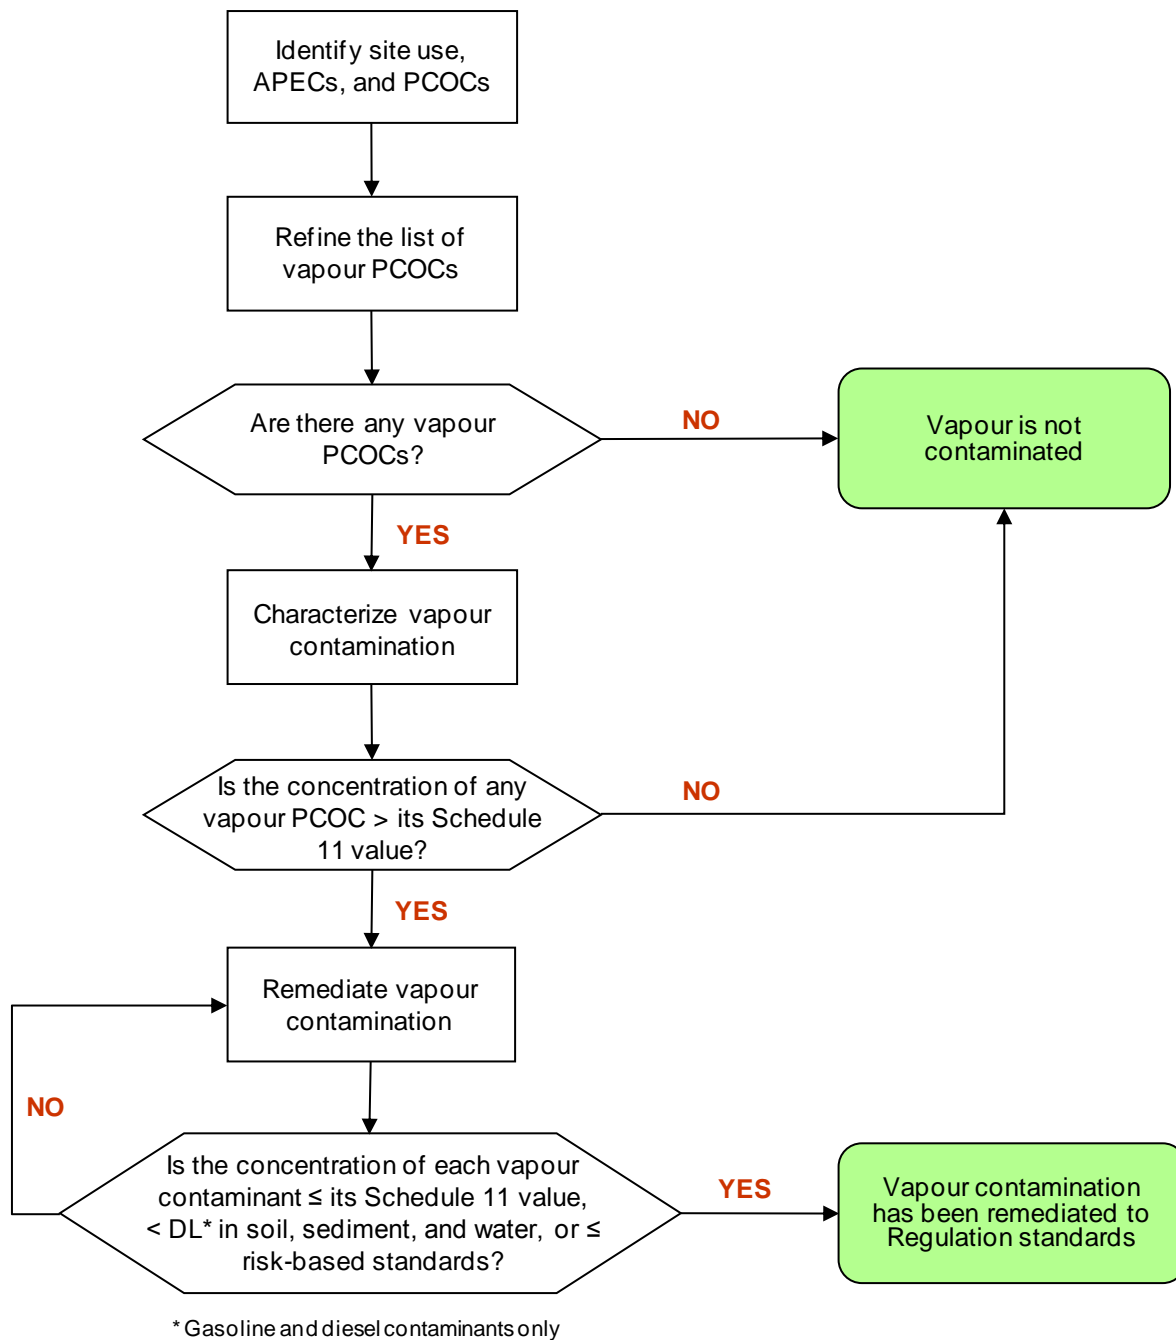 Identify site use,
APECs, and PCOCs
Refine the list of
vapour PCOCs
Are there any vapour
PCOCs?
NO
Vapour is not
contaminated
YES
Characterize vapour
contamination
Is the concentration of any
vapour PCOC > its Schedule
11 value?
NO
YES
Remediate vapour
contamination
NO
Is the concentration of each vapour
contaminant ≤ its Schedule 11 value,
< DL* in soil, sediment, and water, or ≤
risk-based standards?
YES
Vapour contamination
has been remediated to
Regulation standards
* Gasoline and diesel contaminants only